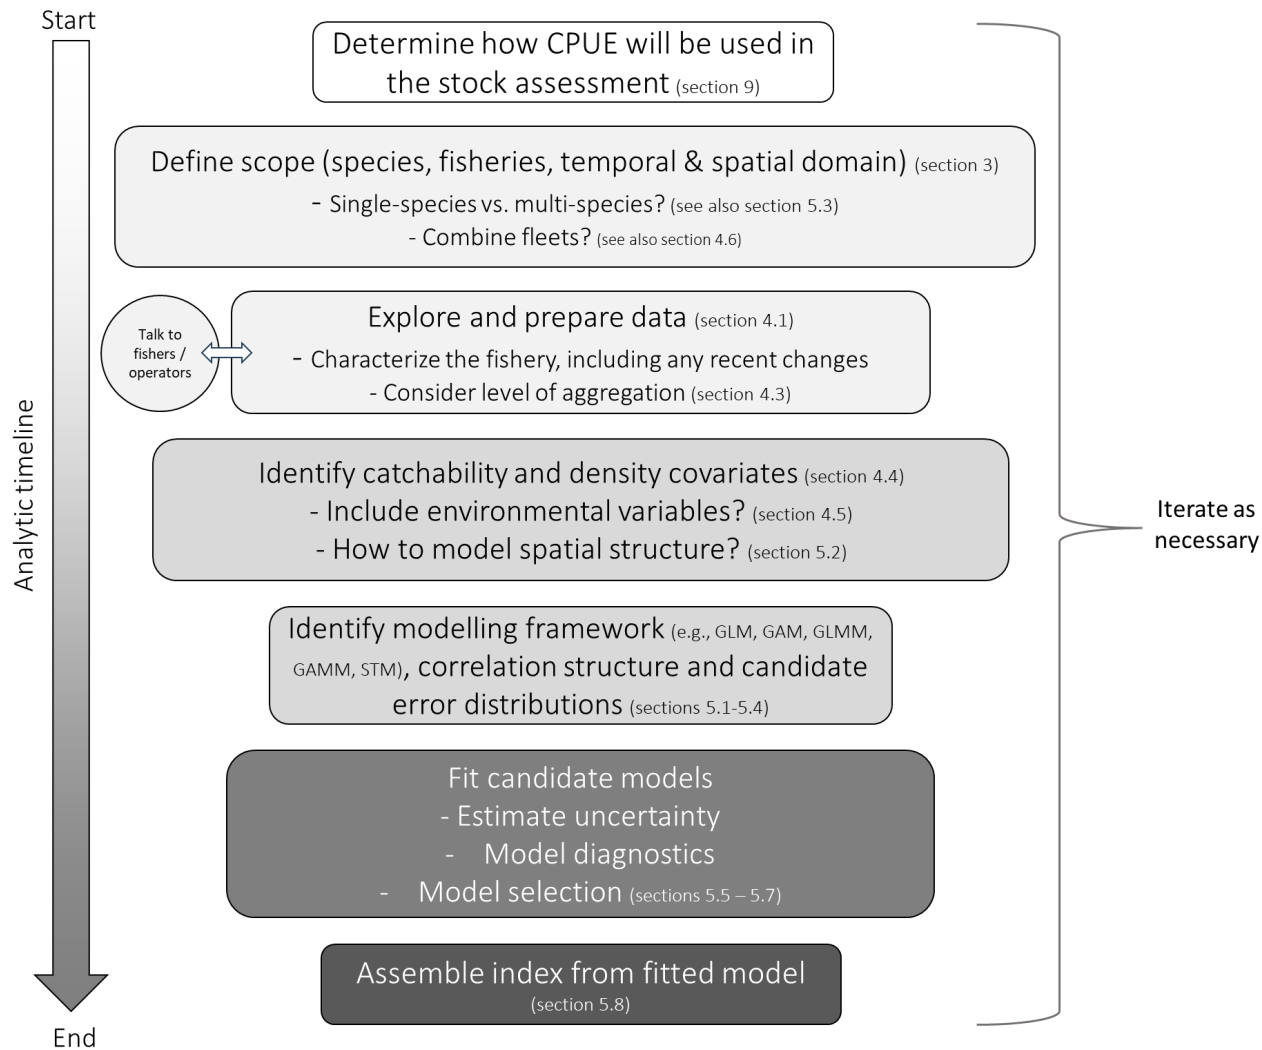 Start
Determine how CPUE will be used in
the stock assessment (section 9)
Define scope (species, fisheries, temporal & spatial domain) (section 3)
- Single-species vs. multi-species? (see also section 5.3)
- Combine fleets? (see also section 4.6)
Talk to
fishers /
operators
Explore and prepare data (section 4.1)
- Characterize the fishery, including any recent changes
- Consider level of aggregation (section 4.3)
Analytic timeline
Identify catchability and density covariates (section 4.4)
- Include environmental variables? (section 4.5)
- How to model spatial structure? (section 5.2)
Iterate as
necessary
Identify modelling framework (e.g., GLM, GAM, GLMM,
GAMM, STM), correlation structure and candidate
error distributions (sections 5.1-5.4)
Fit candidate models
- Estimate uncertainty
- Model diagnostics
- Model selection (sections 5.5 – 5.7)
Assemble index from fitted model
(section 5.8)
End